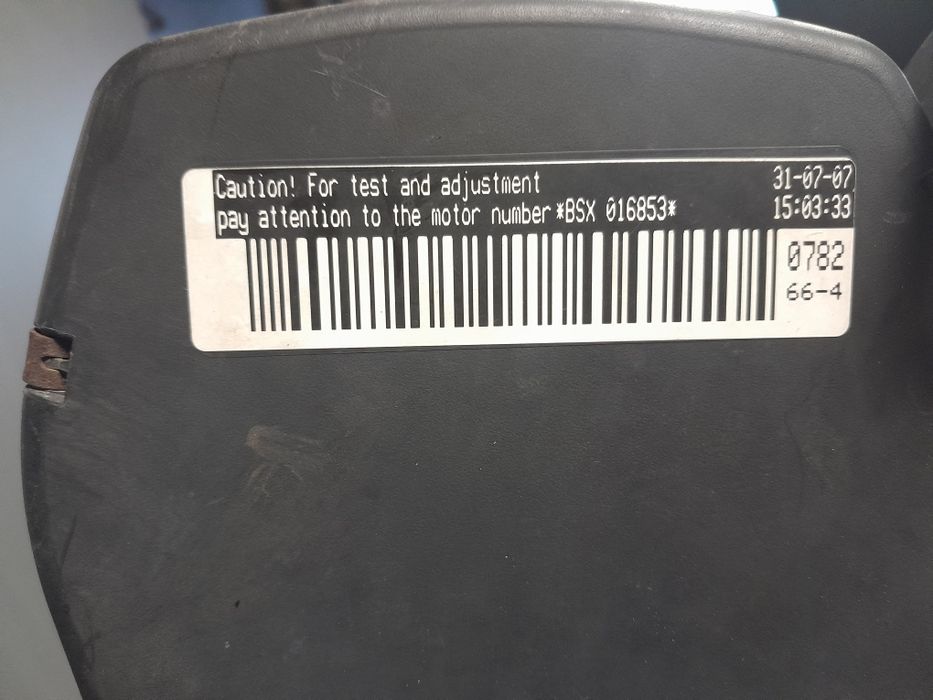 Caution! For test and adjustment
pay attention to the motor number *BSX 016853*
31-07-07
15:03:33
0782
66-4